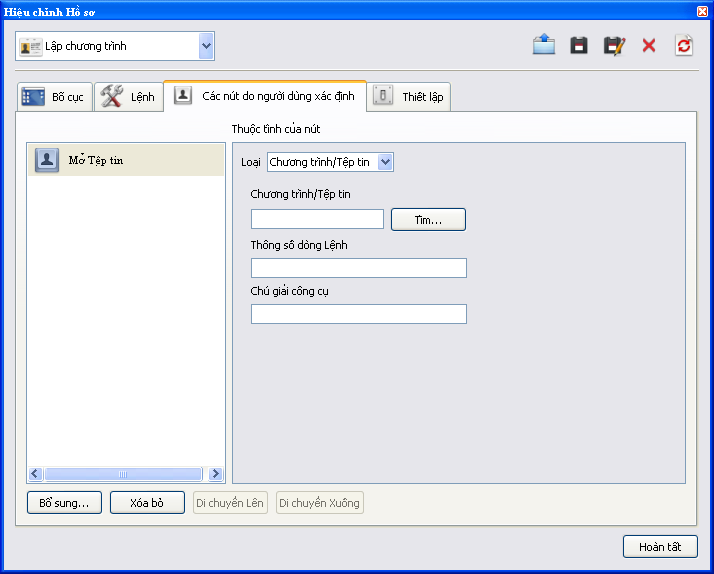 Hiệu chỉnh Hồ sơ
Lập chương trình
Bố cục
Lệnh
Các nút do người dùng xác định
Thiết lập
Thuộc tình của nút
Mở Tệp tin
Loại
Chương trình/Tệp tin
Chương trình/Tệp tin
Tìm...
Thông số dòng Lệnh
Chú giải công cụ
Bổ sung...
Xóa bỏ
Di chuyển Lên
Di chuyển Xuống
Hoàn tất